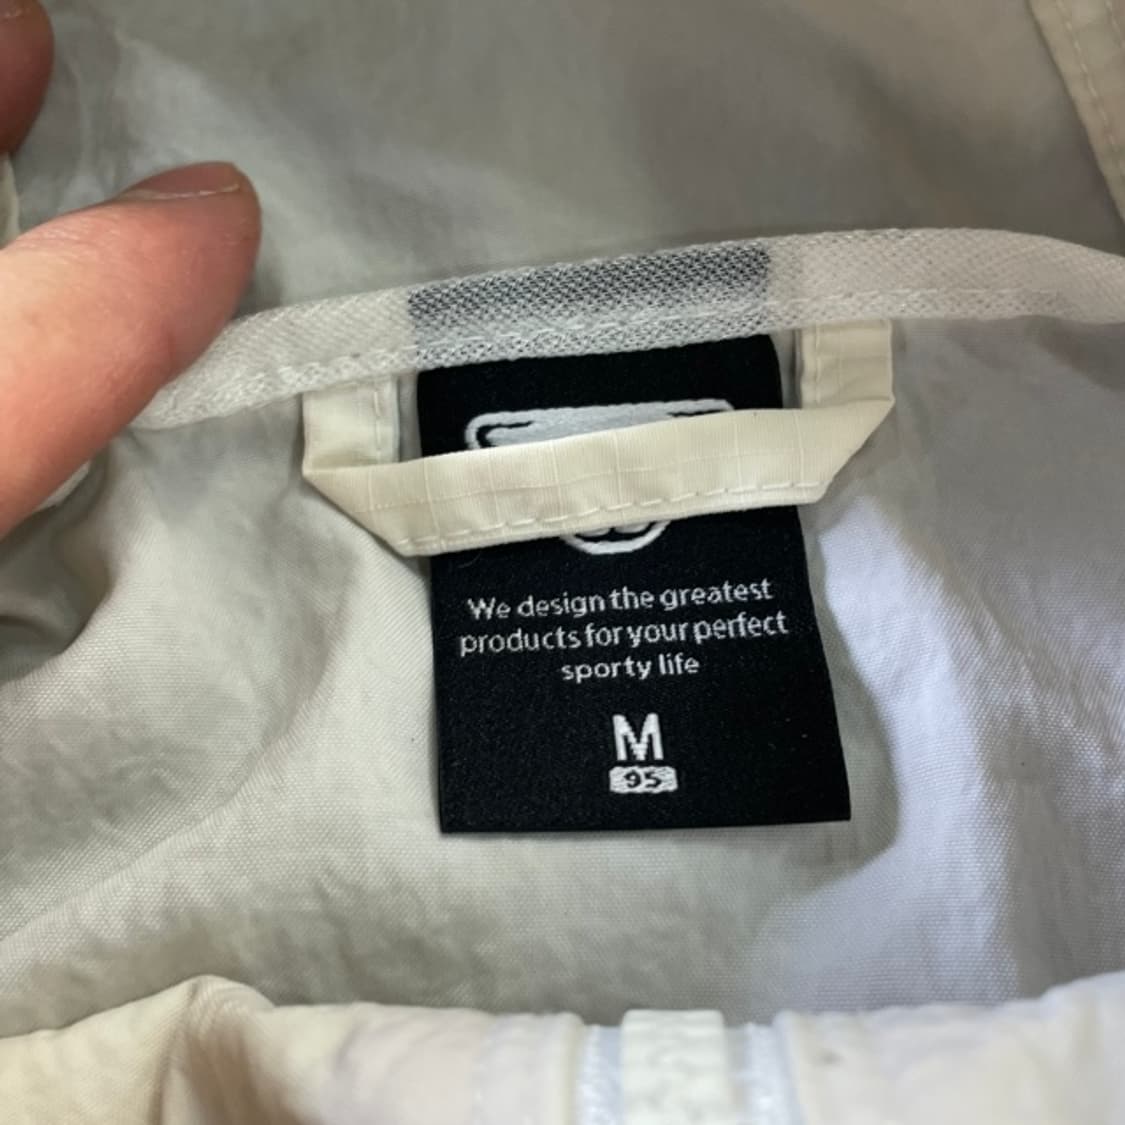 We design the greatest
products for your perfect
sporty life
M
95